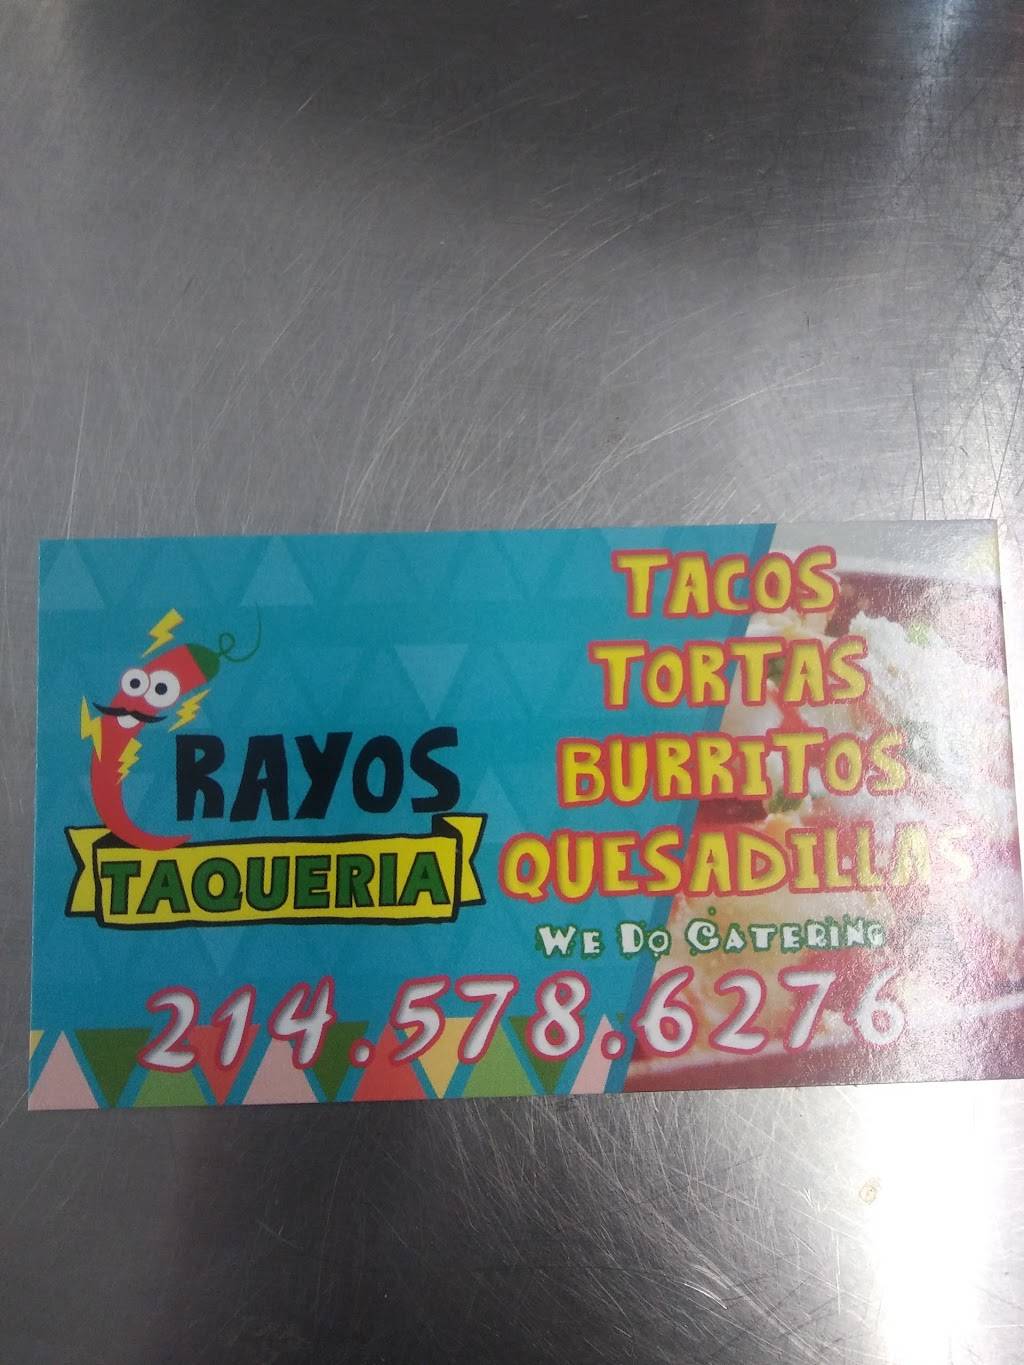 RAYOS
TAQUERIA
TACOS
TORTAS
BURRITOS
QUESADILLAS
WE DO CATERING
214.578.6276